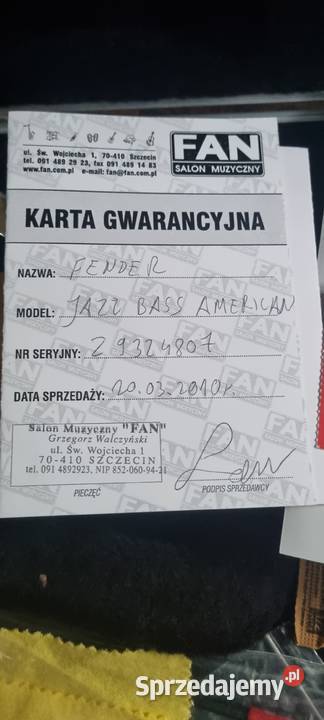 ul. Św. Wojciecha 1, 70-410 Szczecin
tel. 091 489 29 23, fax 091 489 14 83
www.fan.com.pl e-mail: fan@fan.com.pl
FAN
SALON MUZYCZNY
KARTA GWARANCYJNA
NAZWA: FENDER
MODEL: JAZZ BASS AMERICAN
NR SERYJNY: Z9324807
DATA SPRZEDAŻY: 20.03.2010r.
Salon Muzyczny "FAN"
Grzegorz Walczyński
ul. Św. Wojciecha 1
70-410 SZCZECIN
tel. 091 4892923, NIP 852-060-94-21
PIECZĘĆ
PODPIS SPRZEDAWCY
Sprzedajemy.pl